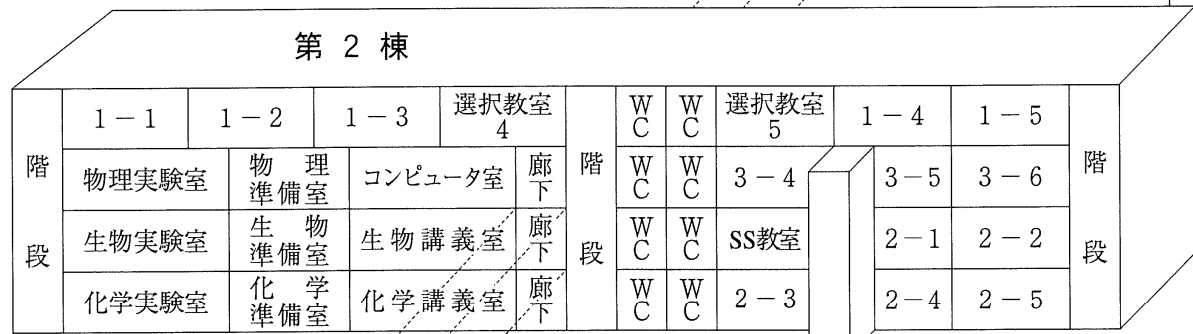 第 2 棟
1－1
1－2
1－3
選択教室
4
WC
WC
選択教室
5
1－4
1－5
階段
物理実験室
物 理
準備室
コンピュータ室
廊下
階段
WC
WC
3－4
3－5
3－6
階段
生物実験室
生 物
準備室
生物講義室
廊下
WC
WC
SS教室
2－1
2－2
化学実験室
化 学
準備室
化学講義室
廊下
WC
WC
2－3
2－4
2－5